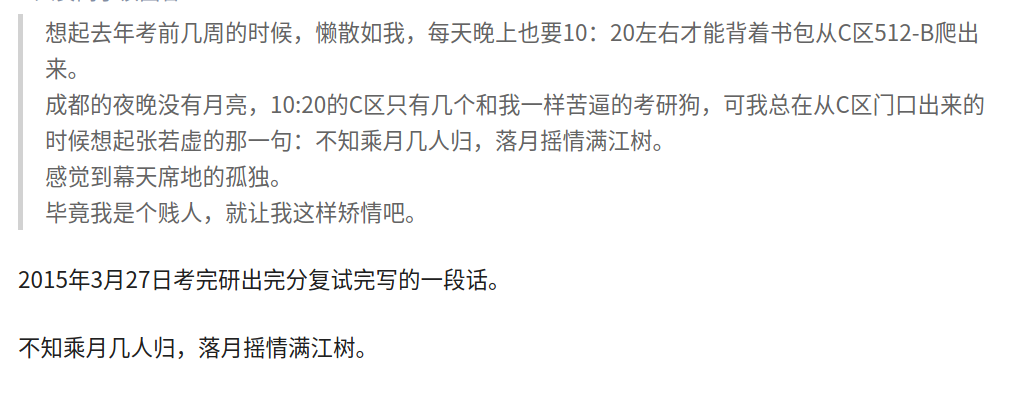 想起去年考前几周的时候，懒散如我，每天晚上也要10：20左右才能背着书包从C区512-B爬出
来。
成都的夜晚没有月亮，10:20的C区只有几个和我一样苦逼的考研狗，可我总在从C区门口出来的
时候想起张若虚的那一句：不知乘月几人归，落月摇情满江树。
感觉到幕天席地的孤独。
毕竟我是个贱人，就让我这样矫情吧。
2015年3月27日考完研出完分复试完写的一段话。
不知乘月几人归，落月摇情满江树。